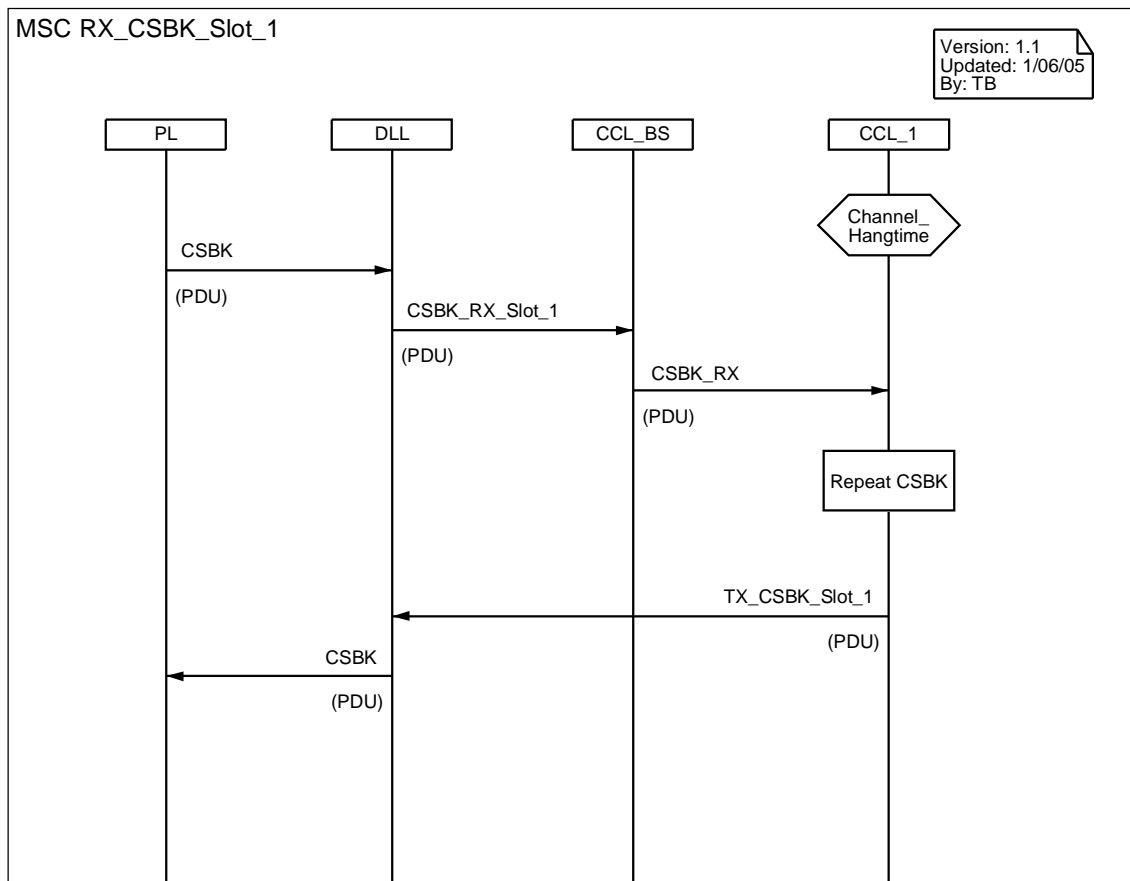 MSC RX_CSBK_Slot_1
Version: 1.1
Updated: 1/06/05
By: TB
PL
DLL
CCL_BS
CCL_1
Channel_
Hangtime
CSBK
(PDU)
CSBK_RX_Slot_1
(PDU)
CSBK_RX
(PDU)
Repeat CSBK
TX_CSBK_Slot_1
(PDU)
CSBK
(PDU)